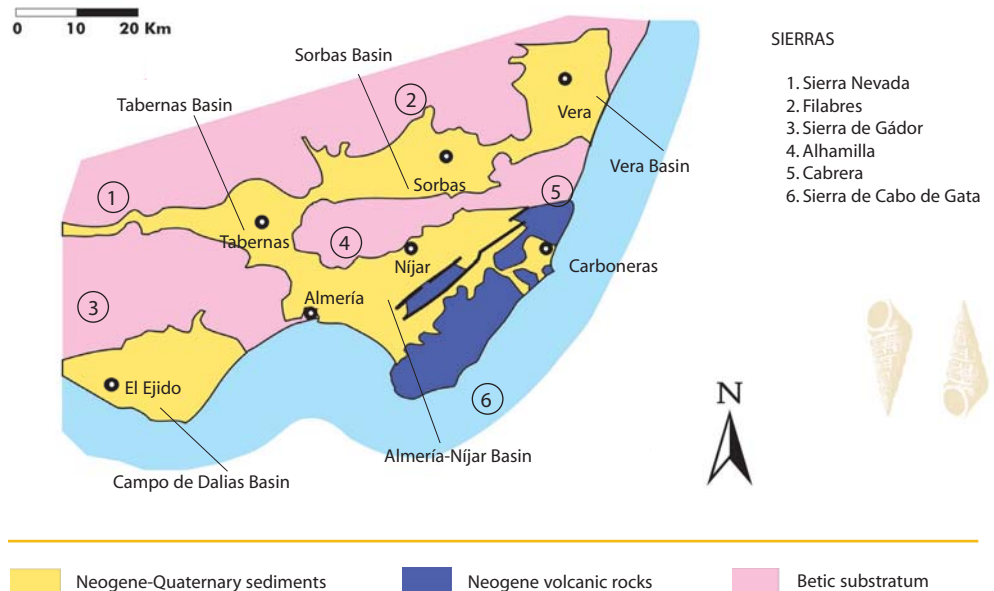 0 10 20 Km
SIERRAS
1. Sierra Nevada
2. Filabres
3. Sierra de Gádor
4. Alhamilla
5. Cabrera
6. Sierra de Cabo de Gata
Sorbas Basin
Tabernas Basin
2
Vera
Vera Basin
Sorbas
1
5
Tabernas
4
Níjar
Carboneras
3
Almería
El Ejido
6
N
Almería-Níjar Basin
Campo de Dalias Basin
Neogene-Quaternary sediments
Neogene volcanic rocks
Betic substratum